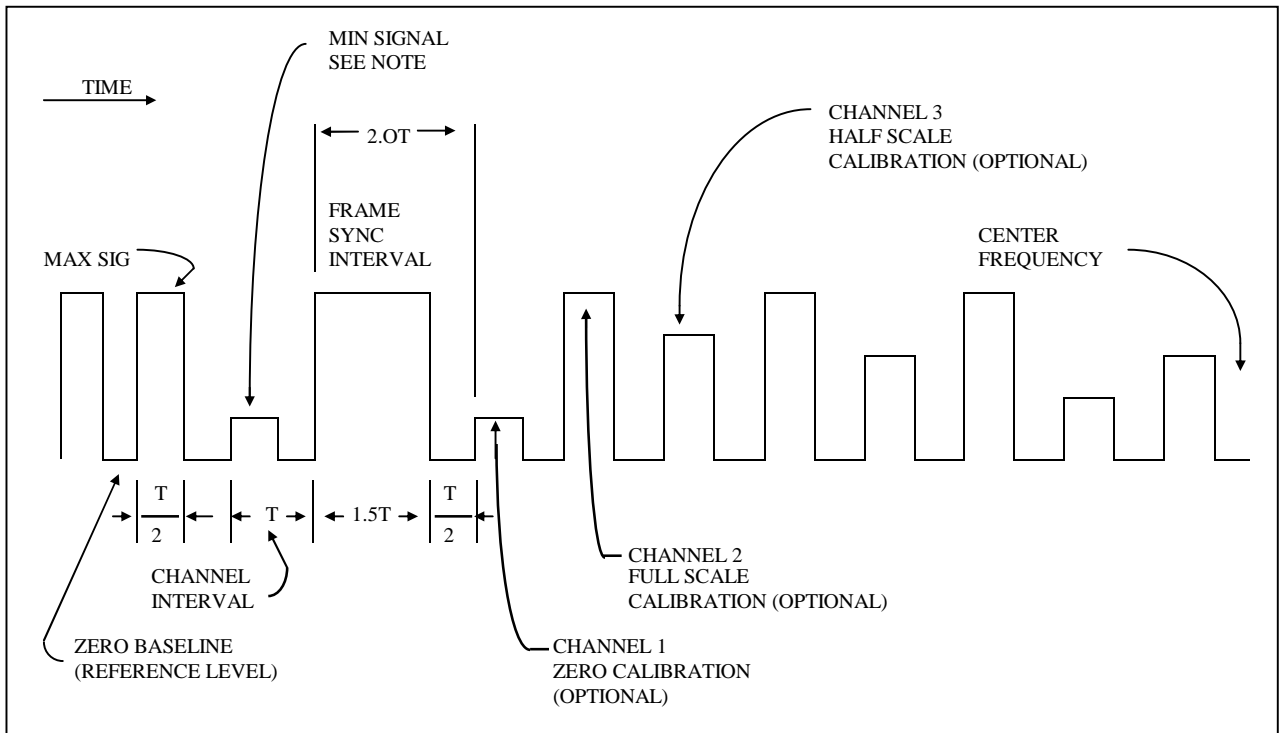 MIN SIGNAL
SEE NOTE
TIME
2.OT
CHANNEL 3
HALF SCALE
CALIBRATION (OPTIONAL)
FRAME
SYNC
INTERVAL
MAX SIG
CENTER
FREQUENCY
T
2
T
1.5T
T
2
CHANNEL
INTERVAL
CHANNEL 2
FULL SCALE
CALIBRATION (OPTIONAL)
ZERO BASELINE
(REFERENCE LEVEL)
CHANNEL 1
ZERO CALIBRATION
(OPTIONAL)